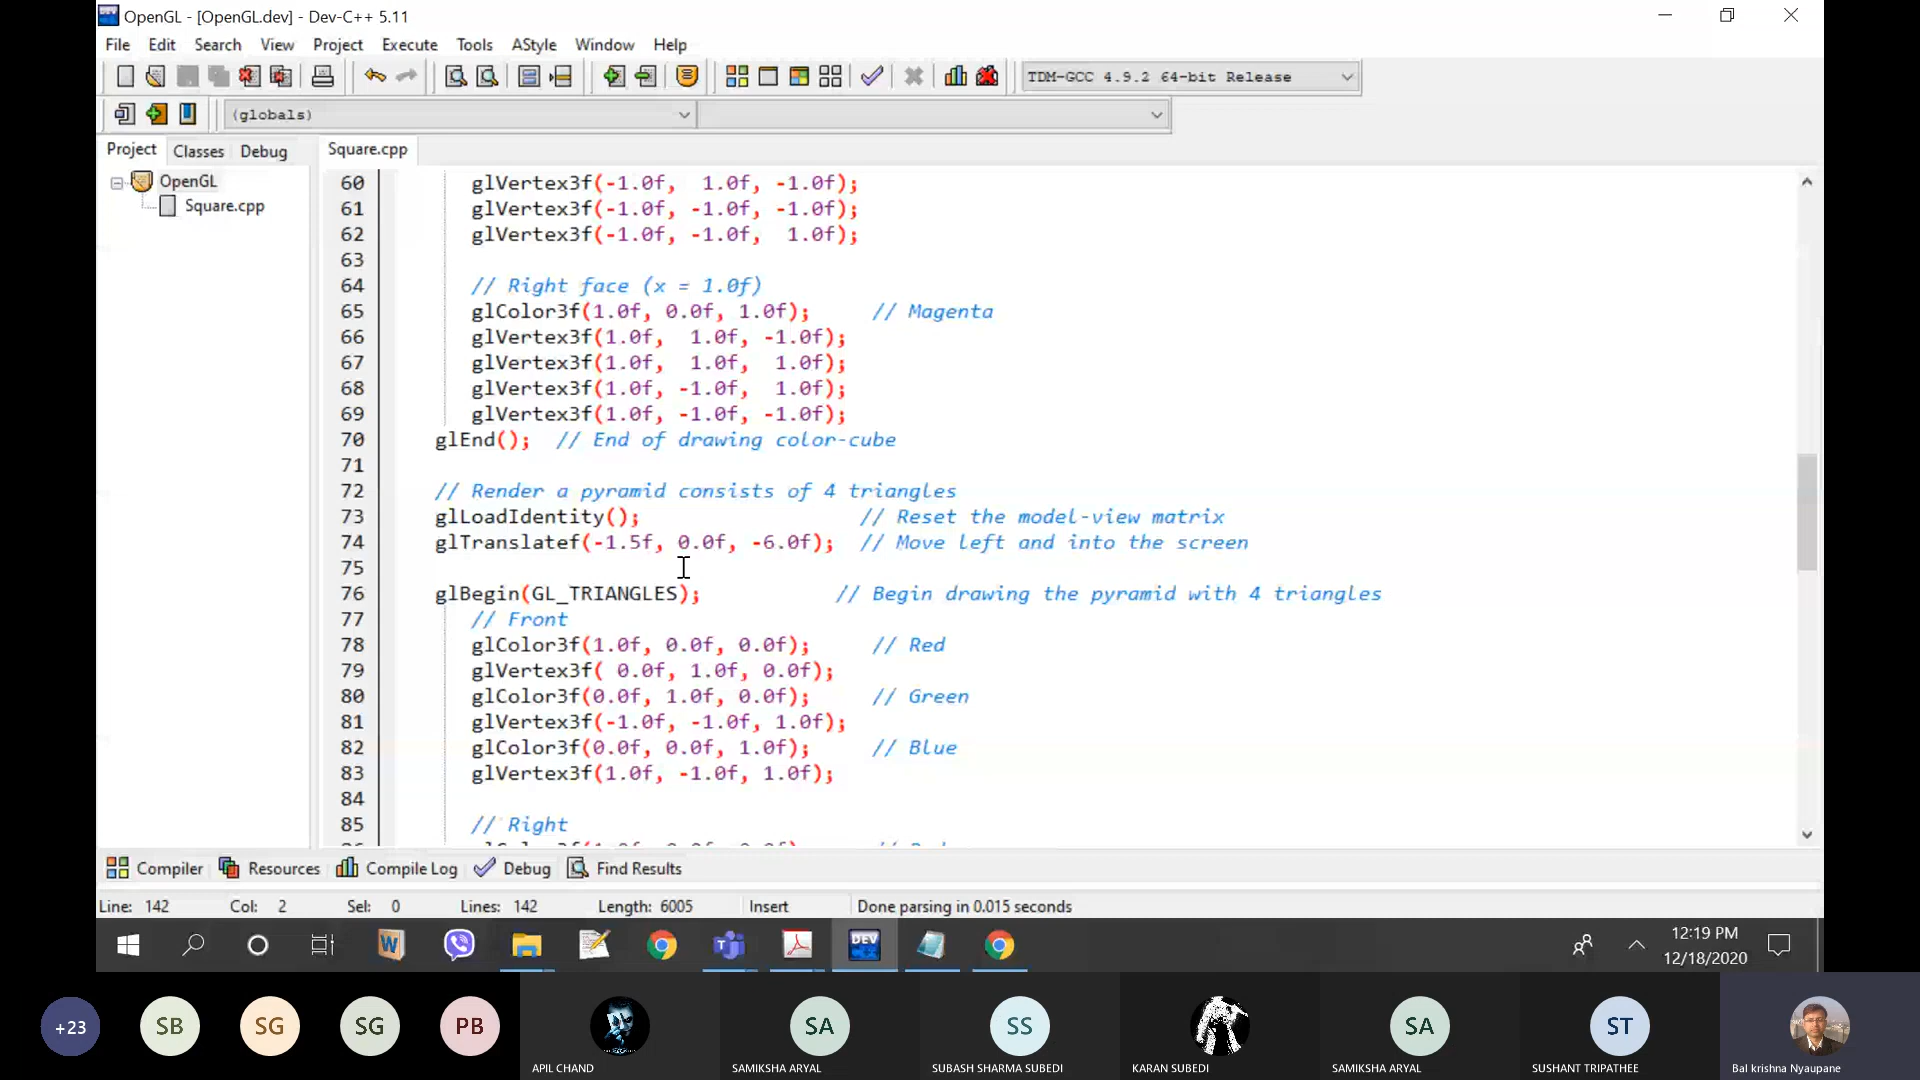 OpenGL - [OpenGL.dev] - Dev-C++ 5.11
File Edit Search View Project Execute Tools AStyle Window Help
TDM-GCC 4.9.2 64-bit Release
(globals)
Project Classes Debug
Square.cpp
OpenGL
Square.cpp
60 glVertex3f(-1.0f,  1.0f, -1.0f);
61 glVertex3f(-1.0f, -1.0f, -1.0f);
62 glVertex3f(-1.0f, -1.0f,  1.0f);
63
64 // Right face (x = 1.0f)
65 glColor3f(1.0f, 0.0f, 1.0f);     // Magenta
66 glVertex3f(1.0f,  1.0f, -1.0f);
67 glVertex3f(1.0f,  1.0f,  1.0f);
68 glVertex3f(1.0f, -1.0f,  1.0f);
69 glVertex3f(1.0f, -1.0f, -1.0f);
70 glEnd();  // End of drawing color-cube
71
72 // Render a pyramid consists of 4 triangles
73 glLoadIdentity();                  // Reset the model-view matrix
74 glTranslatef(-1.5f, 0.0f, -6.0f);  // Move left and into the screen
75
76 glBegin(GL_TRIANGLES);           // Begin drawing the pyramid with 4 triangles
77 // Front
78 glColor3f(1.0f, 0.0f, 0.0f);     // Red
79 glVertex3f( 0.0f, 1.0f, 0.0f);
80 glColor3f(0.0f, 1.0f, 0.0f);     // Green
81 glVertex3f(-1.0f, -1.0f, 1.0f);
82 glColor3f(0.0f, 0.0f, 1.0f);     // Blue
83 glVertex3f(1.0f, -1.0f, 1.0f);
84
85 // Right
Compiler Resources Compile Log Debug Find Results
Line: 142 Col: 2 Sel: 0 Lines: 142 Length: 6005 Insert Done parsing in 0.015 seconds
DEV
12:19 PM
12/18/2020
+23 SB SG SG PB SA SS SA ST
APIL CHAND SAMIKSHA ARYAL SUBASH SHARMA SUBEDI KARAN SUBEDI SAMIKSHA ARYAL SUSHANT TRIPATHEE Bal krishna Nyaupane